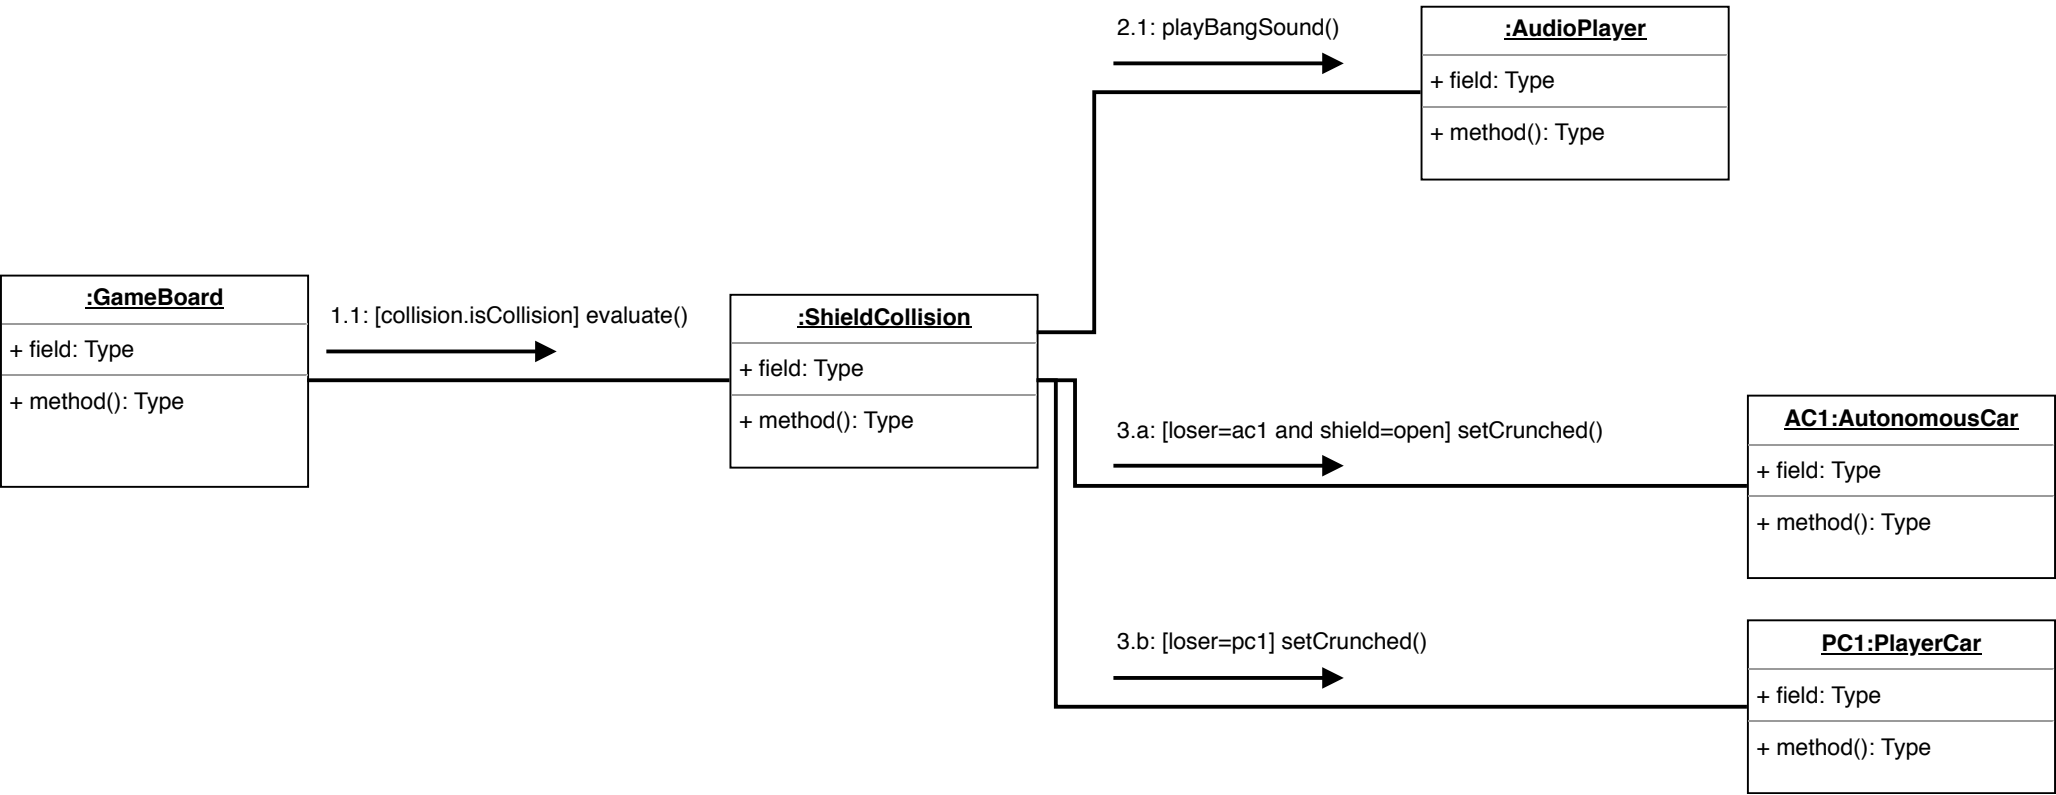 2.1: playBangSound()
:AudioPlayer
+ field: Type
+ method(): Type
:GameBoard
+ field: Type
+ method(): Type
1.1: [collision.isCollision] evaluate()
:ShieldCollision
+ field: Type
+ method(): Type
3.a: [loser=ac1 and shield=open] setCrunched()
AC1:AutonomousCar
+ field: Type
+ method(): Type
3.b: [loser=pc1] setCrunched()
PC1:PlayerCar
+ field: Type
+ method(): Type